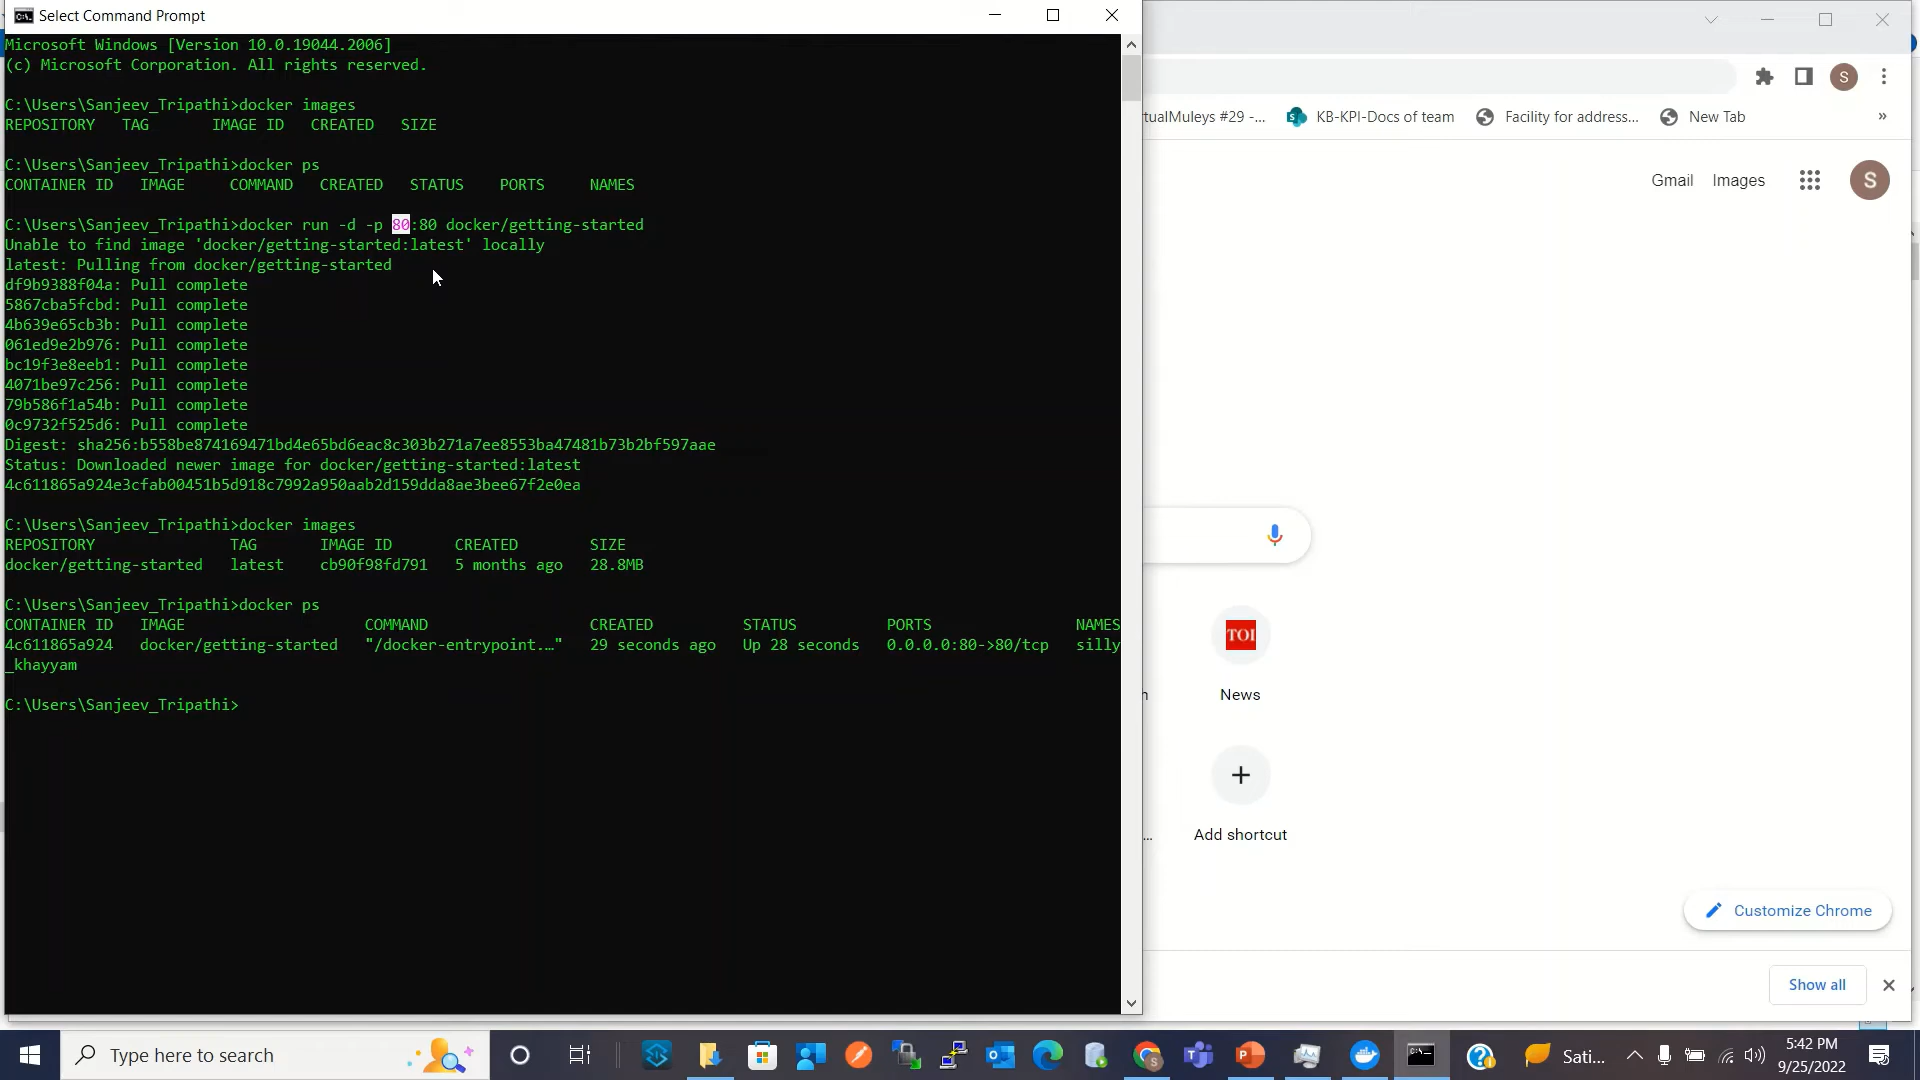 Select Command Prompt
Microsoft Windows [Version 10.0.19044.2006]
(c) Microsoft Corporation. All rights reserved.
C:\Users\Sanjeev_Tripathi>docker images
REPOSITORY TAG IMAGE ID CREATED SIZE
C:\Users\Sanjeev_Tripathi>docker ps
CONTAINER ID IMAGE COMMAND CREATED STATUS PORTS NAMES
C:\Users\Sanjeev_Tripathi>docker run -d -p 80:80 docker/getting-started
Unable to find image 'docker/getting-started:latest' locally
latest: Pulling from docker/getting-started
df9b9388f04a: Pull complete
5867cba5fcbd: Pull complete
4b639e65cb3b: Pull complete
061ed9e2b976: Pull complete
bc19f3e8eeb1: Pull complete
4071be97c256: Pull complete
79b586f1a54b: Pull complete
0c9732f525d6: Pull complete
Digest: sha256:b558be874169471bd4e65bd6eac8c303b271a7ee8553ba47481b73b2bf597aae
Status: Downloaded newer image for docker/getting-started:latest
4c611865a924e3cfab00451b5d918c7992a950aab2d159dda8ae3bee67f2e0ea
C:\Users\Sanjeev_Tripathi>docker images
REPOSITORY TAG IMAGE ID CREATED SIZE
docker/getting-started latest cb90f98fd791 5 months ago 28.8MB
C:\Users\Sanjeev_Tripathi>docker ps
CONTAINER ID IMAGE COMMAND CREATED STATUS PORTS NAMES
4c611865a924 docker/getting-started "/docker-entrypoint.…" 29 seconds ago Up 28 seconds 0.0.0.0:80->80/tcp silly
_khayyam
C:\Users\Sanjeev_Tripathi>
S
tualMuleys #29 -... KB-KPI-Docs of team Facility for address... New Tab »
Gmail Images S
TOI
News
Add shortcut
Customize Chrome
Show all
Type here to search
Sati...
5:42 PM
9/25/2022